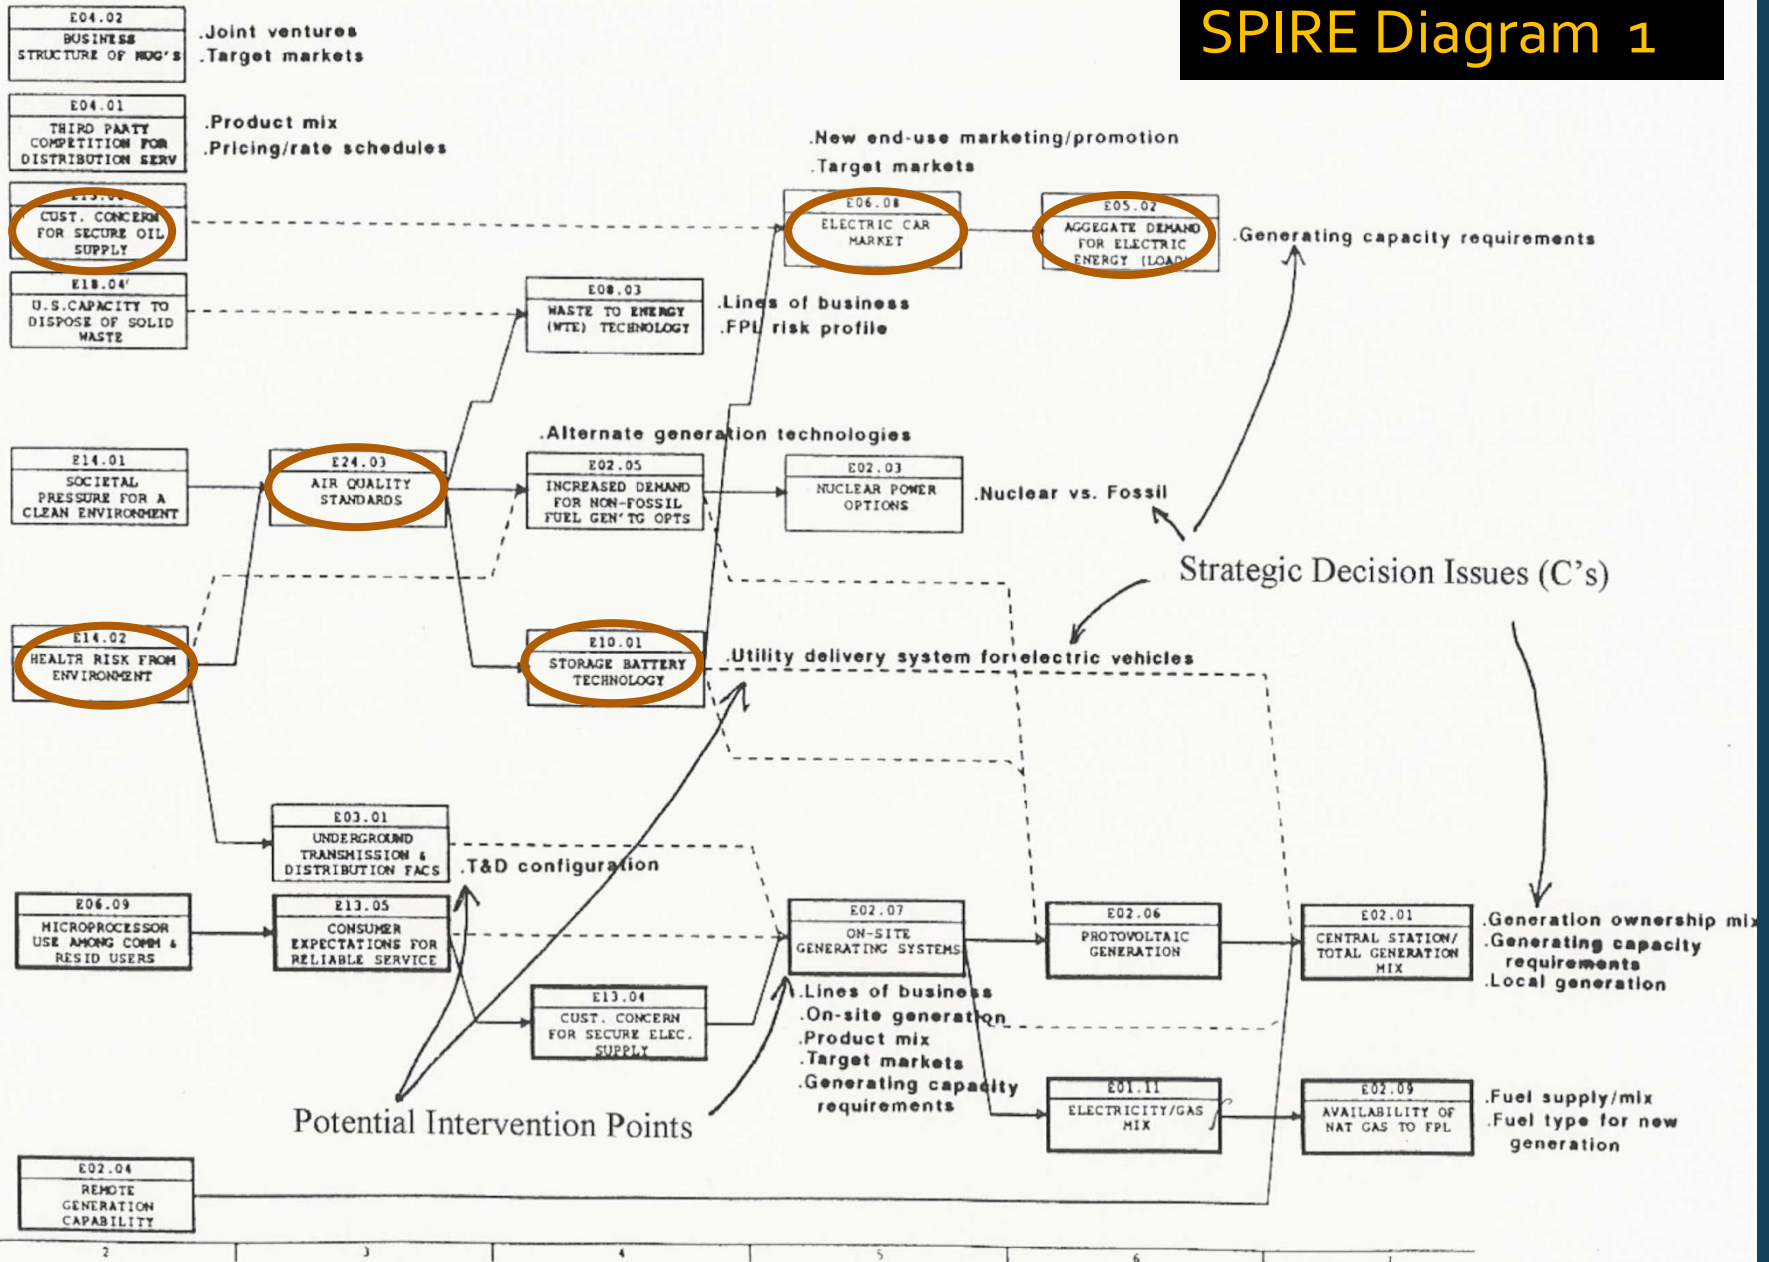 SPIRE Diagram 1
E04.02
BUSINESS
STRUCTURE OF NUG'S
.Joint ventures
.Target markets
E04.01
THIRD PARTY
COMPETITION FOR
DISTRIBUTION SERV
.Product mix
.Pricing/rate schedules
CUST. CONCERN
FOR SECURE OIL
SUPPLY
.New end-use marketing/promotion
.Target markets
E06.08
ELECTRIC CAR
MARKET
E05.02
AGGEGATE DEMAND
FOR ELECTRIC
ENERGY (LOAD)
.Generating capacity requirements
E18.04
U.S.CAPACITY TO
DISPOSE OF SOLID
WASTE
E08.03
WASTE TO ENERGY
(WTE) TECHNOLOGY
.Lines of business
.FPL risk profile
E14.01
SOCIETAL
PRESSURE FOR A
CLEAN ENVIRONMENT
E24.03
AIR QUALITY
STANDARDS
.Alternate generation technologies
E02.05
INCREASED DEMAND
FOR NON-FOSSIL
FUEL GEN'TG OPTS
E02.03
NUCLEAR POWER
OPTIONS
.Nuclear vs. Fossil
Strategic Decision Issues (C's)
E14.02
HEALTH RISK FROM
ENVIRONMENT
E10.01
STORAGE BATTERY
TECHNOLOGY
.Utility delivery system for electric vehicles
E03.01
UNDERGROUND
TRANSMISSION &
DISTRIBUTION FACS
.T&D configuration
E06.09
MICROPROCESSOR
USE AMONG COMM &
RESID USERS
E13.05
CONSUMER
EXPECTATIONS FOR
RELIABLE SERVICE
E13.04
CUST. CONCERN
FOR SECURE ELEC.
SUPPLY
E02.07
ON-SITE
GENERATING SYSTEMS
.Lines of business
.On-site generation
.Product mix
.Target markets
.Generating capacity
requirements
E02.06
PHOTOVOLTAIC
GENERATION
E02.01
CENTRAL STATION/
TOTAL GENERATION
MIX
.Generation ownership mix
.Generating capacity
requirements
.Local generation
Potential Intervention Points
E01.11
ELECTRICITY/GAS
MIX
E02.09
AVAILABILITY OF
NAT GAS TO FPL
.Fuel supply/mix
.Fuel type for new
generation
E02.04
REMOTE
GENERATION
CAPABILITY
2
3
4
5
6